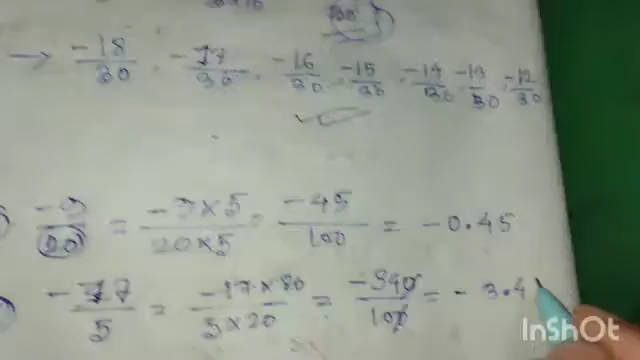 → -18/30, -17/30, -16/30, -15/30, -14/30, -13/30, -12/30
-9/20 = -9×5/20×5 = -45/100 = -0.45
-17/5 = -17×20/5×20 = -340/100 = -3.4
InShOt